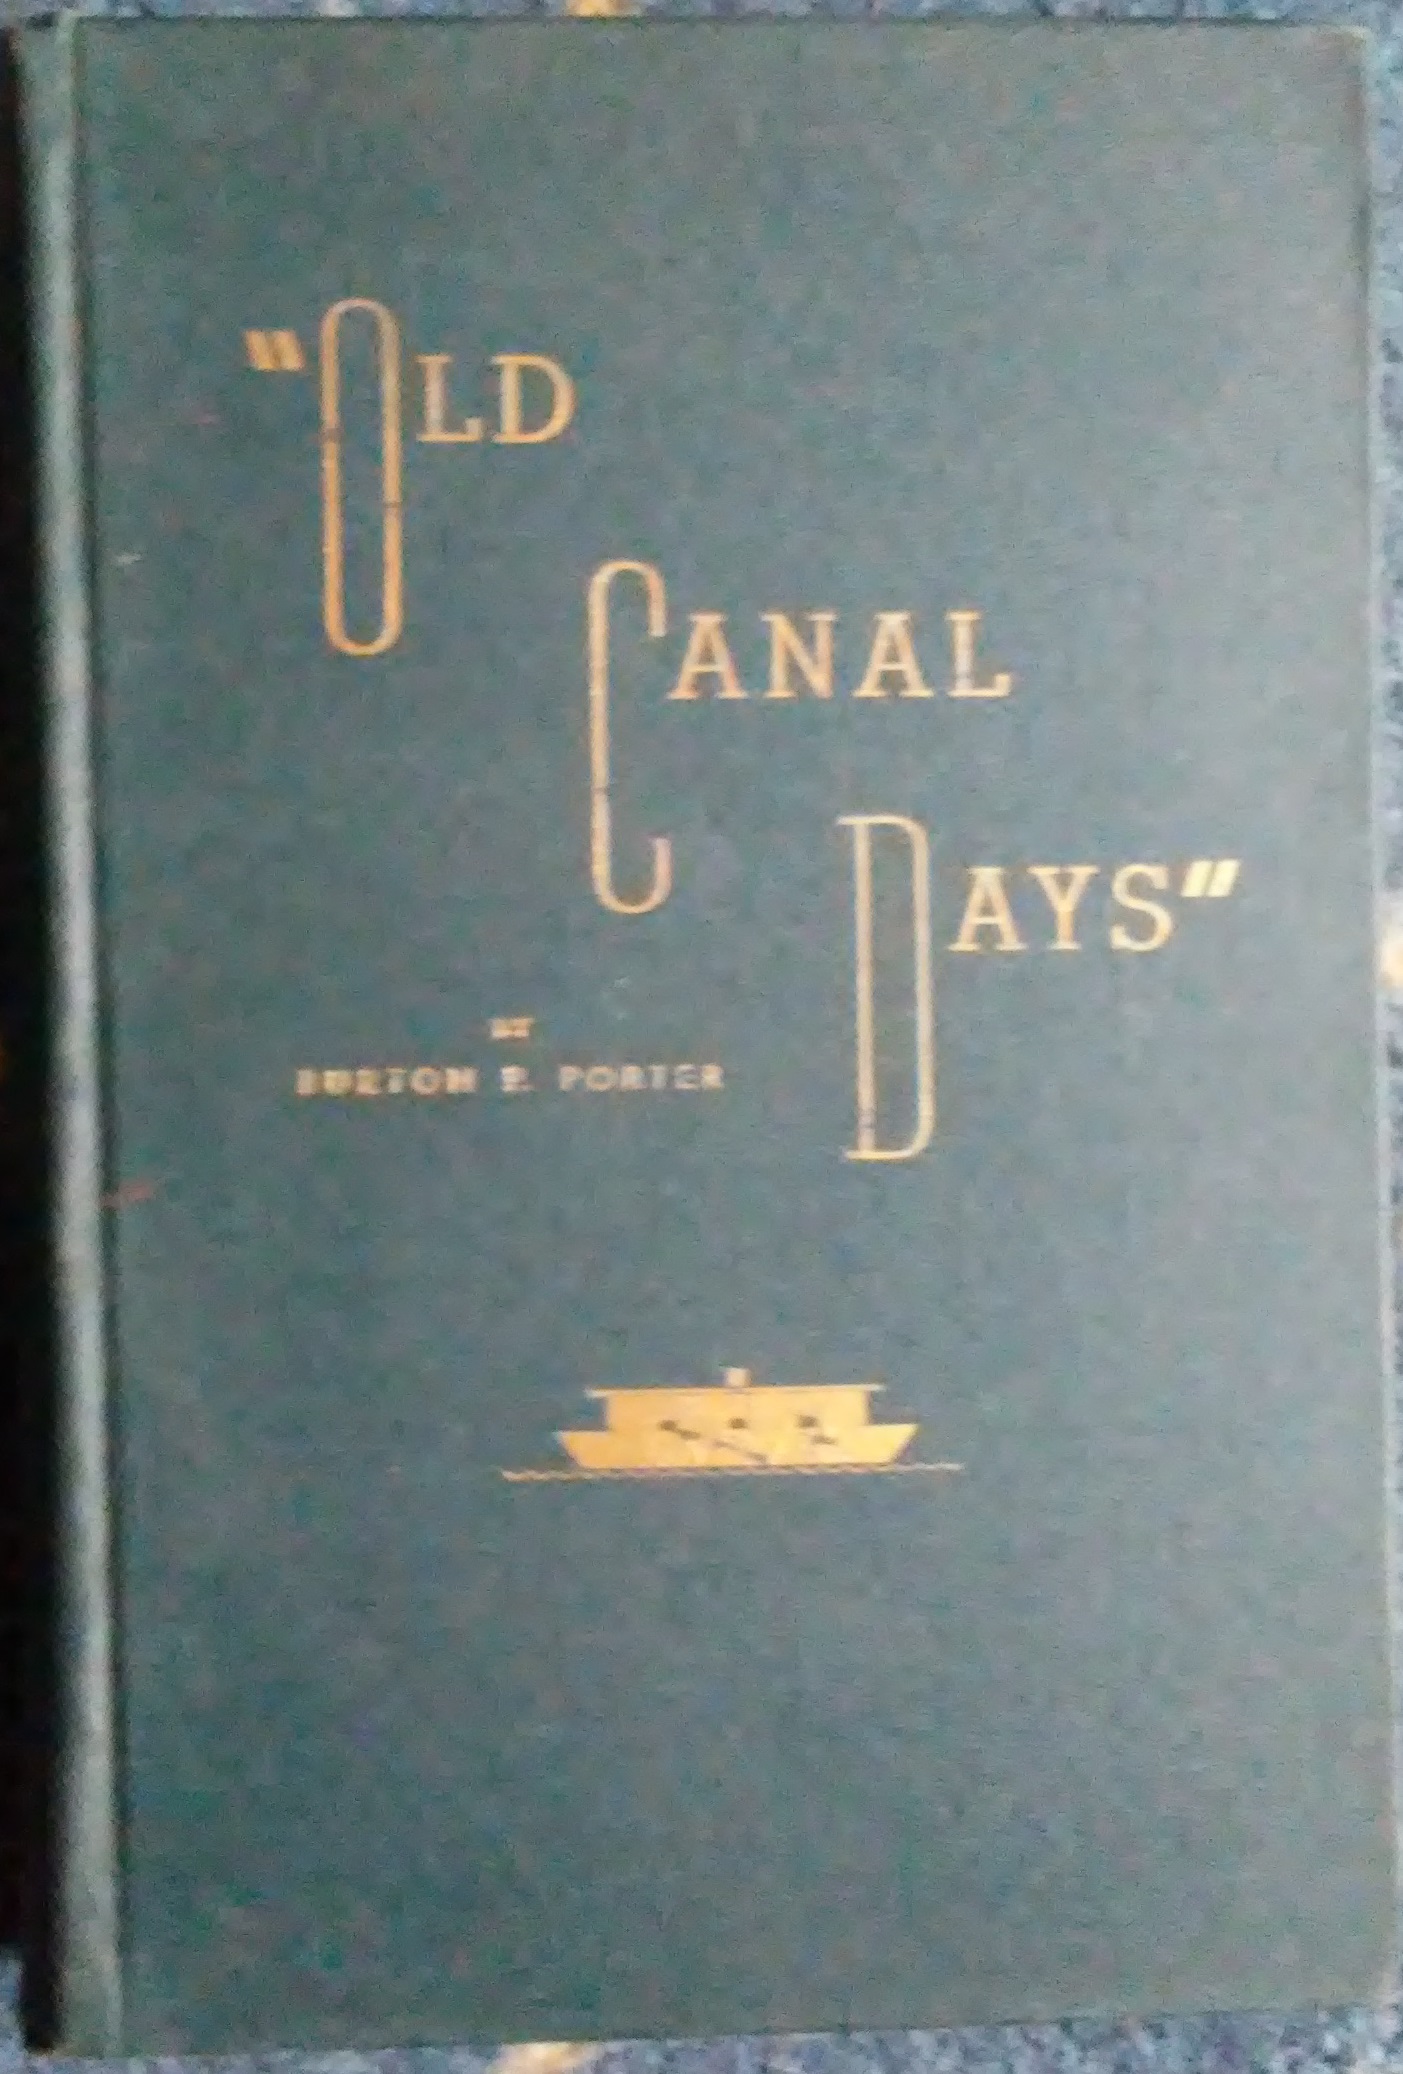 "OLD
CANAL
DAYS"
BY
BURTON P. PORTER